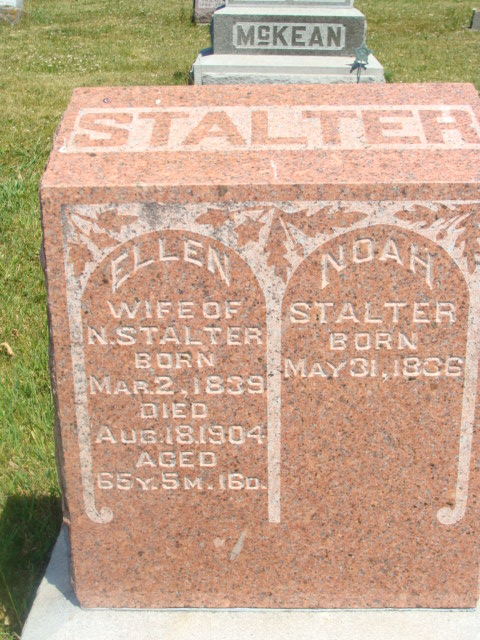 McKEAN
STALTER
ELLEN
WIFE OF
N. STALTER
BORN
MAR. 2, 1839
DIED
AUG. 18, 1904
AGED
65Y. 5M. 16D.
NOAH
STALTER
BORN
MAY 31, 1836